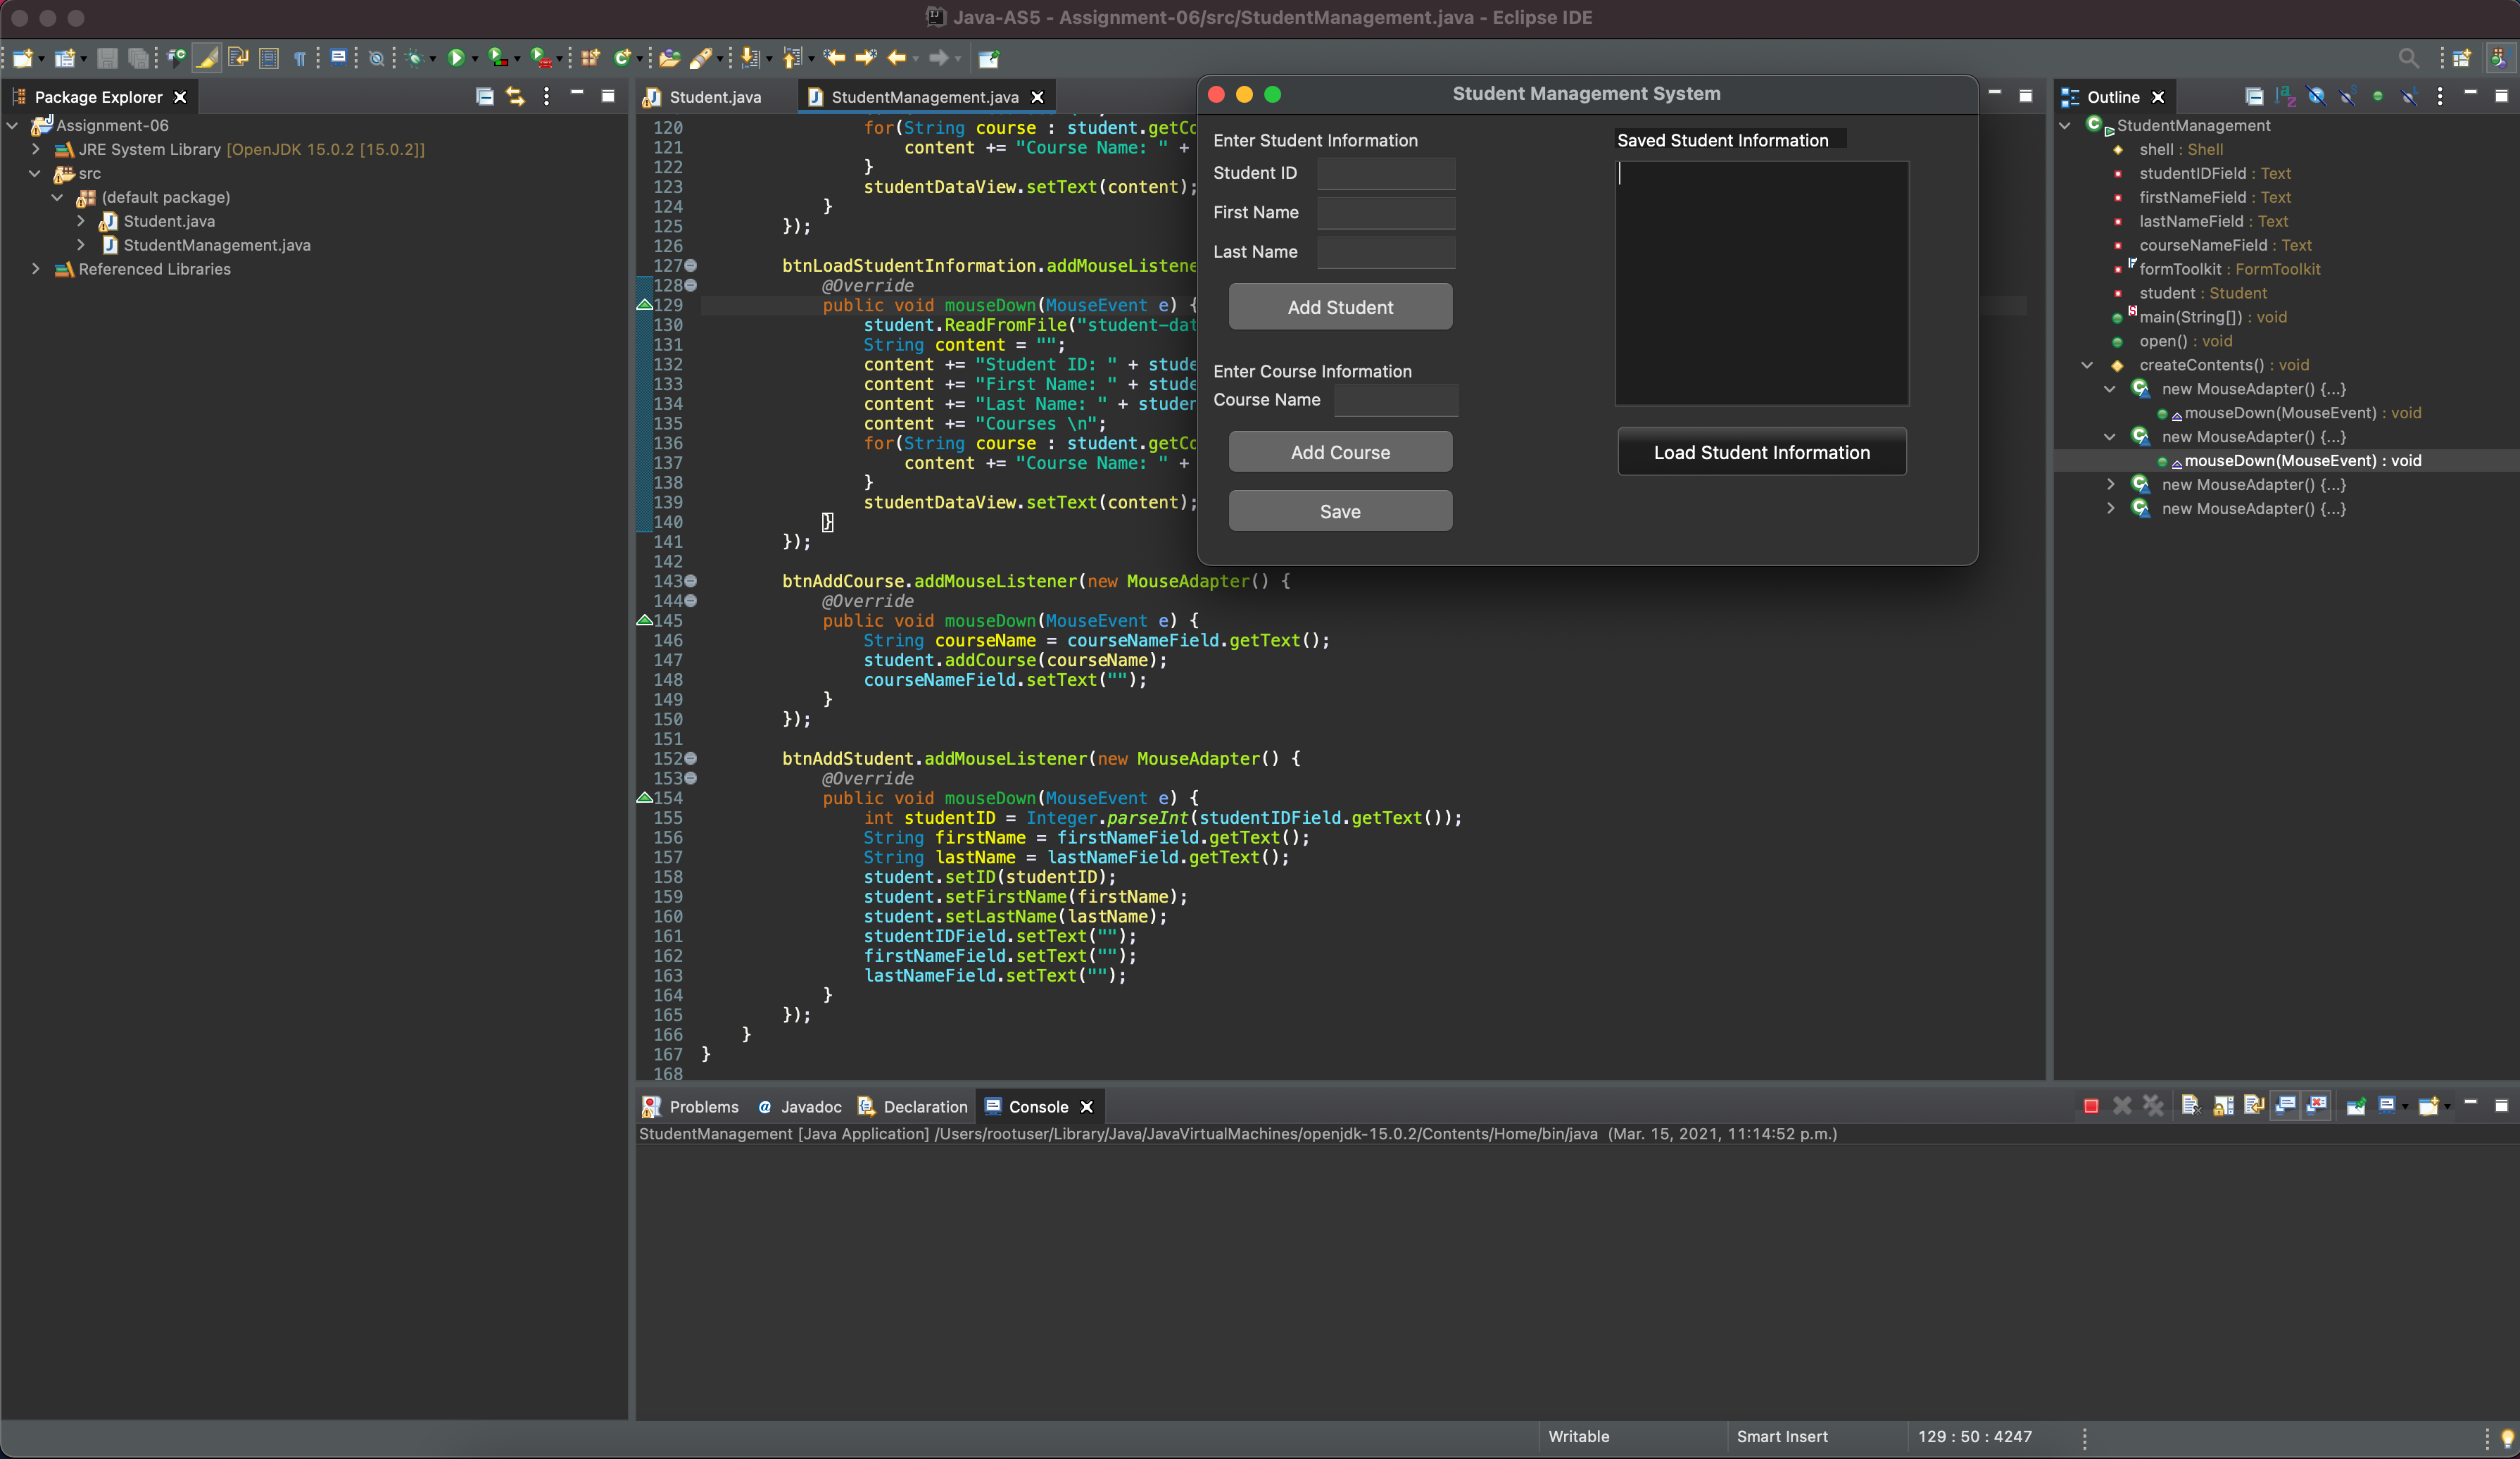 Java-AS5 - Assignment-06/src/StudentManagement.java - Eclipse IDE
Package Explorer
Assignment-06
JRE System Library [OpenJDK 15.0.2 [15.0.2]]
src
(default package)
Student.java
StudentManagement.java
Referenced Libraries
Student.java
StudentManagement.java
120 for(String course : student.getCo
121 content += "Course Name: " +
122 }
123 studentDataView.setText(content);
124 }
125 });
126
127 btnLoadStudentInformation.addMouseListene
128 @Override
129 public void mouseDown(MouseEvent e) {
130 student.ReadFromFile("student-dat
131 String content = "";
132 content += "Student ID: " + stude
133 content += "First Name: " + stude
134 content += "Last Name: " + studen
135 content += "Courses \n";
136 for(String course : student.getCo
137 content += "Course Name: " +
138 }
139 studentDataView.setText(content);
140 }
141 });
142
143 btnAddCourse.addMouseListener(new MouseAdapter() {
144 @Override
145 public void mouseDown(MouseEvent e) {
146 String courseName = courseNameField.getText();
147 student.addCourse(courseName);
148 courseNameField.setText("");
149 }
150 });
151
152 btnAddStudent.addMouseListener(new MouseAdapter() {
153 @Override
154 public void mouseDown(MouseEvent e) {
155 int studentID = Integer.parseInt(studentIDField.getText());
156 String firstName = firstNameField.getText();
157 String lastName = lastNameField.getText();
158 student.setID(studentID);
159 student.setFirstName(firstName);
160 student.setLastName(lastName);
161 studentIDField.setText("");
162 firstNameField.setText("");
163 lastNameField.setText("");
164 }
165 });
166 }
167 }
168
Student Management System
Enter Student Information
Student ID
First Name
Last Name
Add Student
Enter Course Information
Course Name
Add Course
Save
Saved Student Information
Load Student Information
Outline
StudentManagement
shell : Shell
studentIDField : Text
firstNameField : Text
lastNameField : Text
courseNameField : Text
formToolkit : FormToolkit
student : Student
main(String[]) : void
open() : void
createContents() : void
new MouseAdapter() {...}
mouseDown(MouseEvent) : void
new MouseAdapter() {...}
mouseDown(MouseEvent) : void
new MouseAdapter() {...}
new MouseAdapter() {...}
Problems
@ Javadoc
Declaration
Console
StudentManagement [Java Application] /Users/rootuser/Library/Java/JavaVirtualMachines/openjdk-15.0.2/Contents/Home/bin/java (Mar. 15, 2021, 11:14:52 p.m.)
Writable
Smart Insert
129 : 50 : 4247